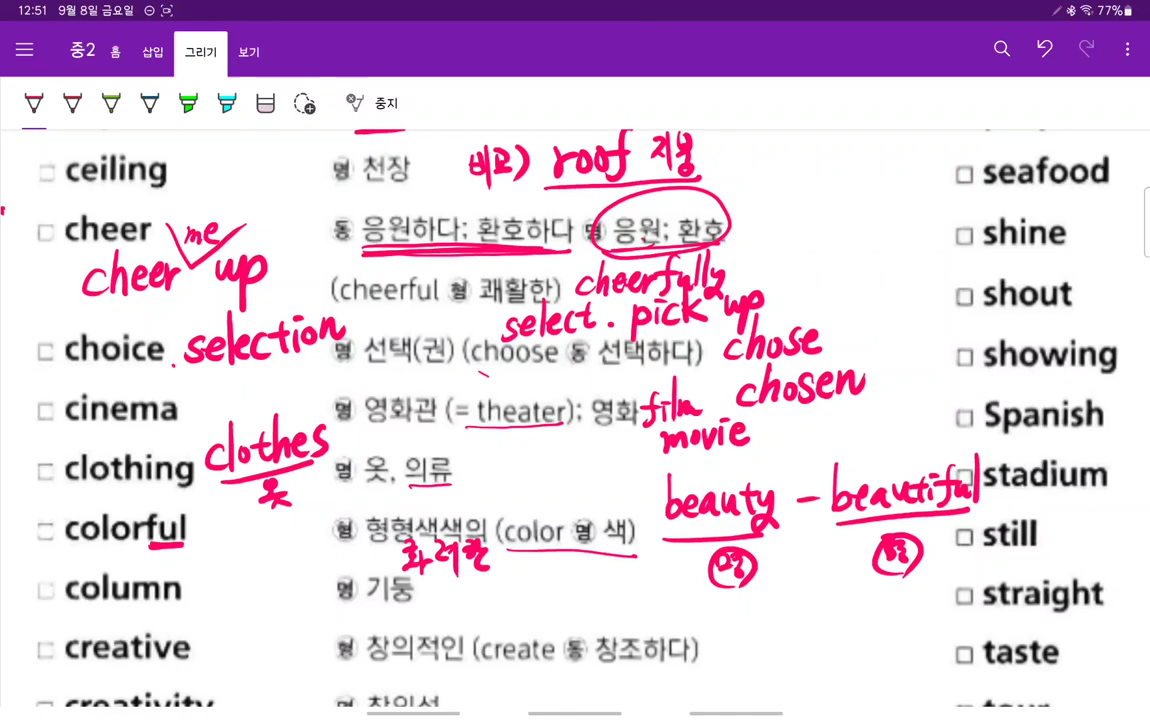 12:51 9월 8일 금요일 77%
중2 홈 삽입 그리기 보기
중지
ceiling 명 천장 비교) roof 지붕 seafood
cheer 동 응원하다; 환호하다 명 응원; 환호 shine
me
cheer up
(cheerful 형 쾌활한) cheerfully shout
select. pick up
choice . selection 명 선택(권) (choose 동 선택하다) chose showing
chosen
cinema 명 영화관 (= theater); 영화 film Spanish
movie
clothing clothes 명 옷, 의류 stadium
옷
beauty - beautiful
명 형
colorful 형 형형색색의 (color 명 색) still
화려한
column 명 기둥 straight
creative 형 창의적인 (create 동 창조하다) taste
creativity 명 창의성 tour